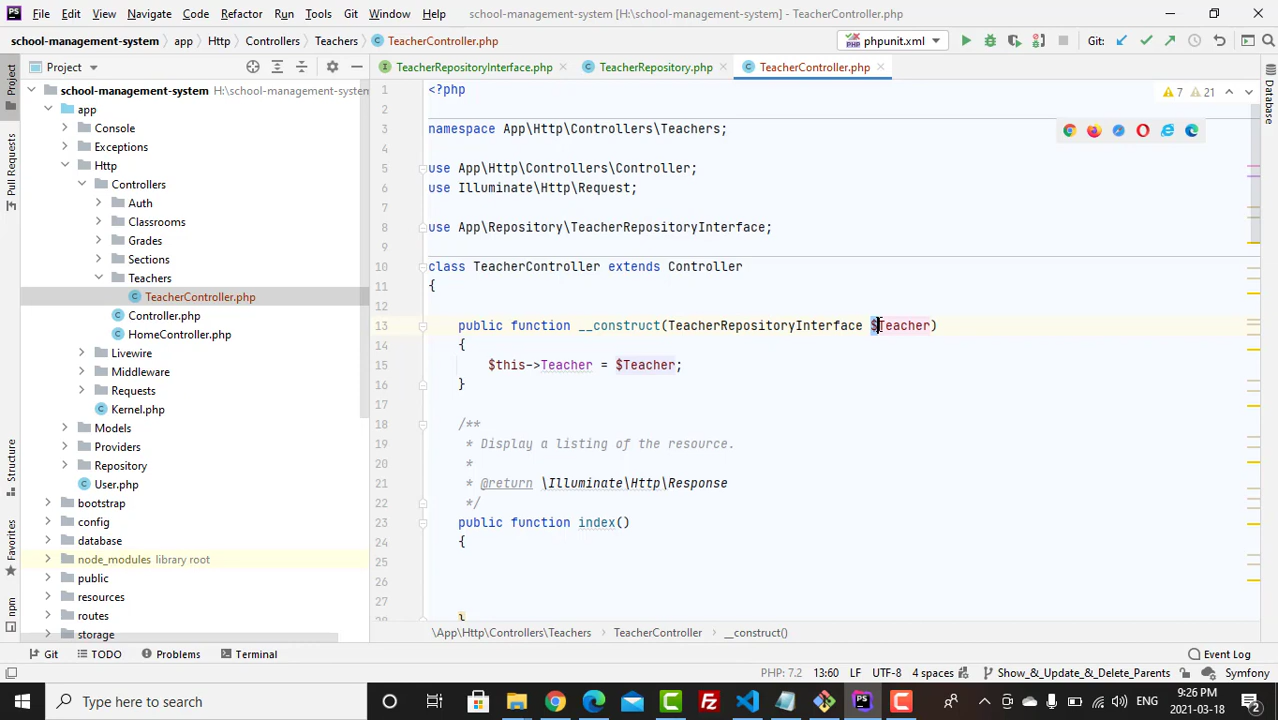 File Edit View Navigate Code Refactor Run Tools Git Window Help school-management-system [H:\school-management-system] - TeacherController.php
school-management-system app Http Controllers Teachers TeacherController.php phpunit.xml Git:
Project TeacherRepositoryInterface.php TeacherRepository.php TeacherController.php
Project
Pull Requests
Structure
Favorites
npm
school-management-system H:\school-management-system
app
Console
Exceptions
Http
Controllers
Auth
Classrooms
Grades
Sections
Teachers
TeacherController.php
Controller.php
HomeController.php
Livewire
Middleware
Requests
Kernel.php
Models
Providers
Repository
User.php
bootstrap
config
database
node_modules library root
public
resources
routes
storage
1 <?php
2
3 namespace App\Http\Controllers\Teachers;
4
5 use App\Http\Controllers\Controller;
6 use Illuminate\Http\Request;
7
8 use App\Repository\TeacherRepositoryInterface;
9
10 class TeacherController extends Controller
11 {
12
13 public function __construct(TeacherRepositoryInterface $Teacher)
14 {
15 $this->Teacher = $Teacher;
16 }
17
18 /**
19 * Display a listing of the resource.
20 *
21 * @return \Illuminate\Http\Response
22 */
23 public function index()
24 {
25
26
27
}
7 21
Database
\App\Http\Controllers\Teachers TeacherController __construct()
Git TODO Problems Terminal Event Log
PHP: 7.2 13:60 LF UTF-8 4 spaces Show_&_Update_&_Delete_Parents Symfony
Type here to search ENG 9:26 PM
2021-03-18 2